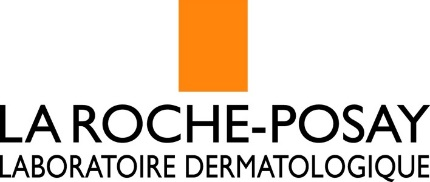 LA ROCHE-POSAY
LABORATOIRE DERMATOLOGIQUE